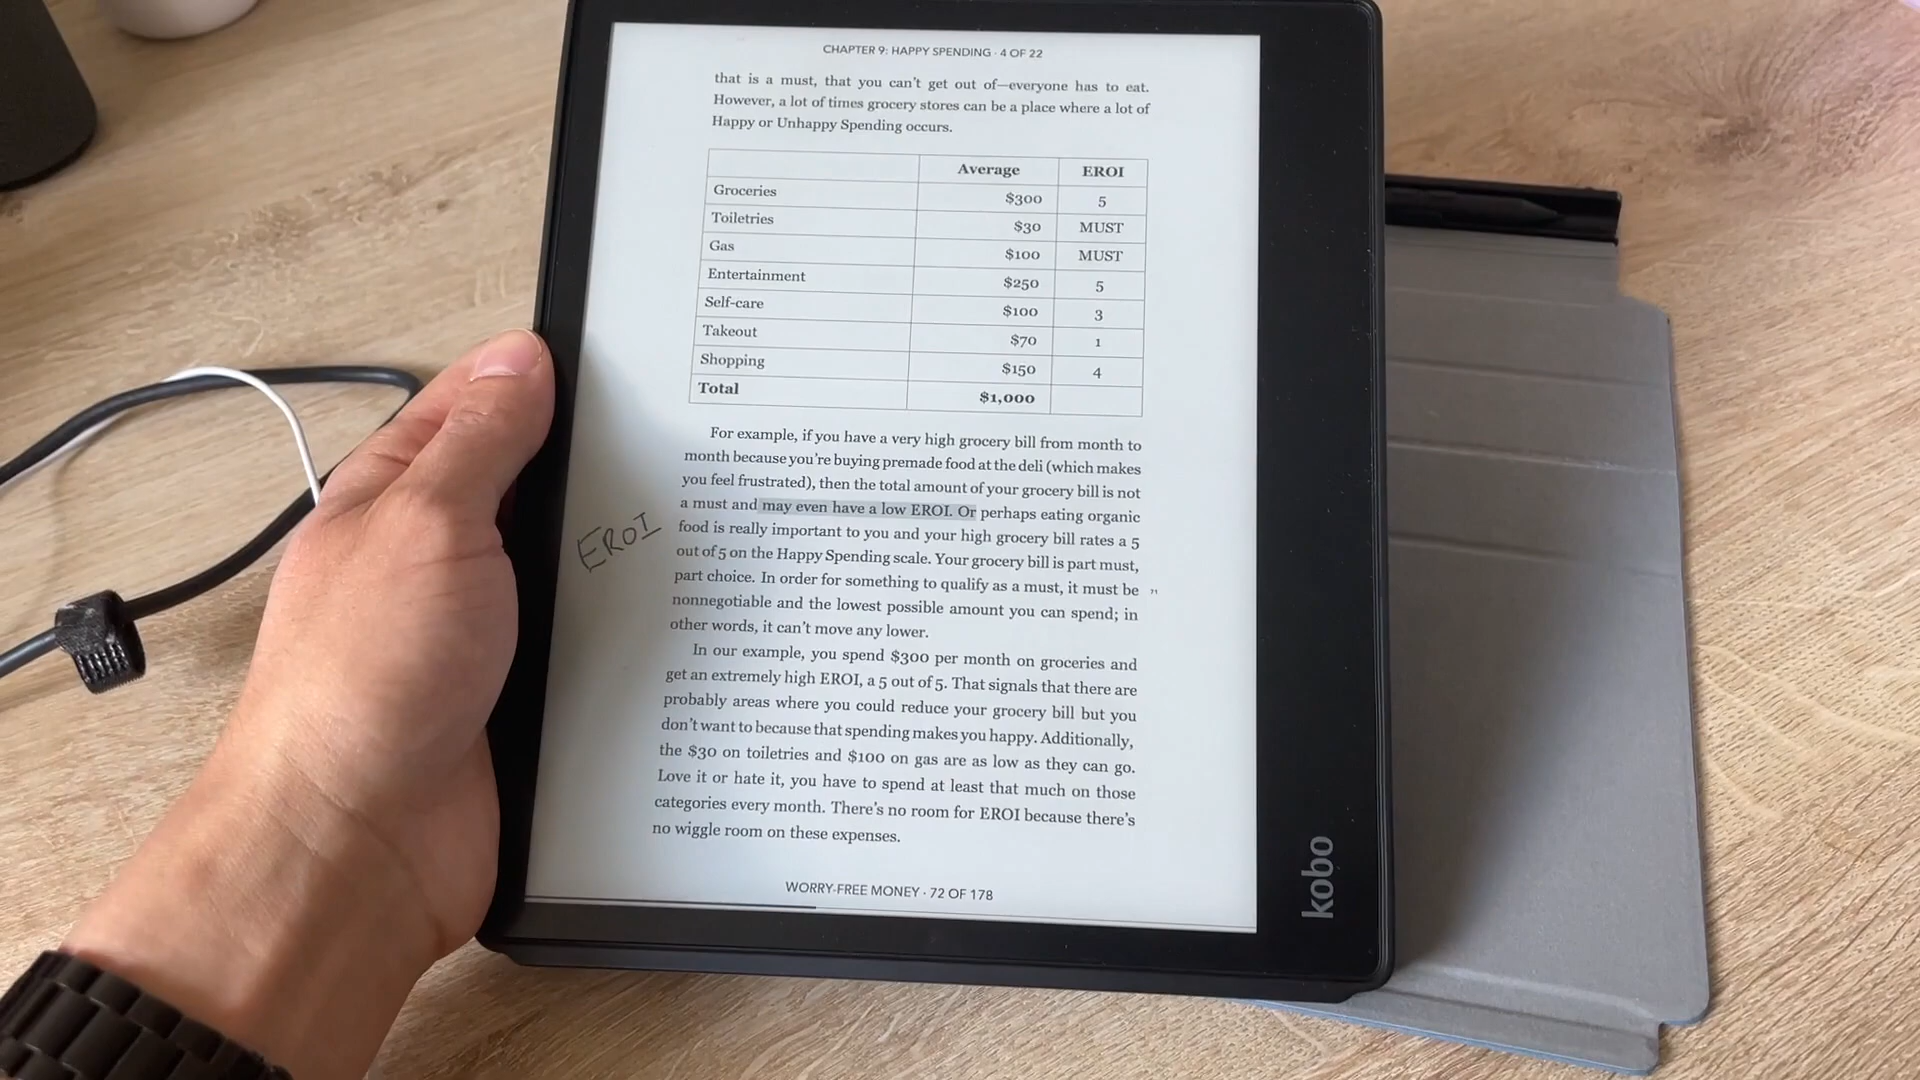 CHAPTER 9: HAPPY SPENDING · 4 OF 22
that is a must, that you can't get out of—everyone has to eat.
However, a lot of times grocery stores can be a place where a lot of
Happy or Unhappy Spending occurs.
Average EROI
Groceries $300 5
Toiletries $30 MUST
Gas $100 MUST
Entertainment $250 5
Self-care $100 3
Takeout $70 1
Shopping $150 4
Total $1,000
For example, if you have a very high grocery bill from month to
month because you're buying premade food at the deli (which makes
you feel frustrated), then the total amount of your grocery bill is not
a must and may even have a low EROI. Or perhaps eating organic
food is really important to you and your high grocery bill rates a 5
out of 5 on the Happy Spending scale. Your grocery bill is part must,
part choice. In order for something to qualify as a must, it must be
nonnegotiable and the lowest possible amount you can spend; in
other words, it can't move any lower.
EROI
In our example, you spend $300 per month on groceries and
get an extremely high EROI, a 5 out of 5. That signals that there are
probably areas where you could reduce your grocery bill but you
don't want to because that spending makes you happy. Additionally,
the $30 on toiletries and $100 on gas are as low as they can go.
Love it or hate it, you have to spend at least that much on those
categories every month. There's no room for EROI because there's
no wiggle room on these expenses.
WORRY-FREE MONEY · 72 OF 178
kobo